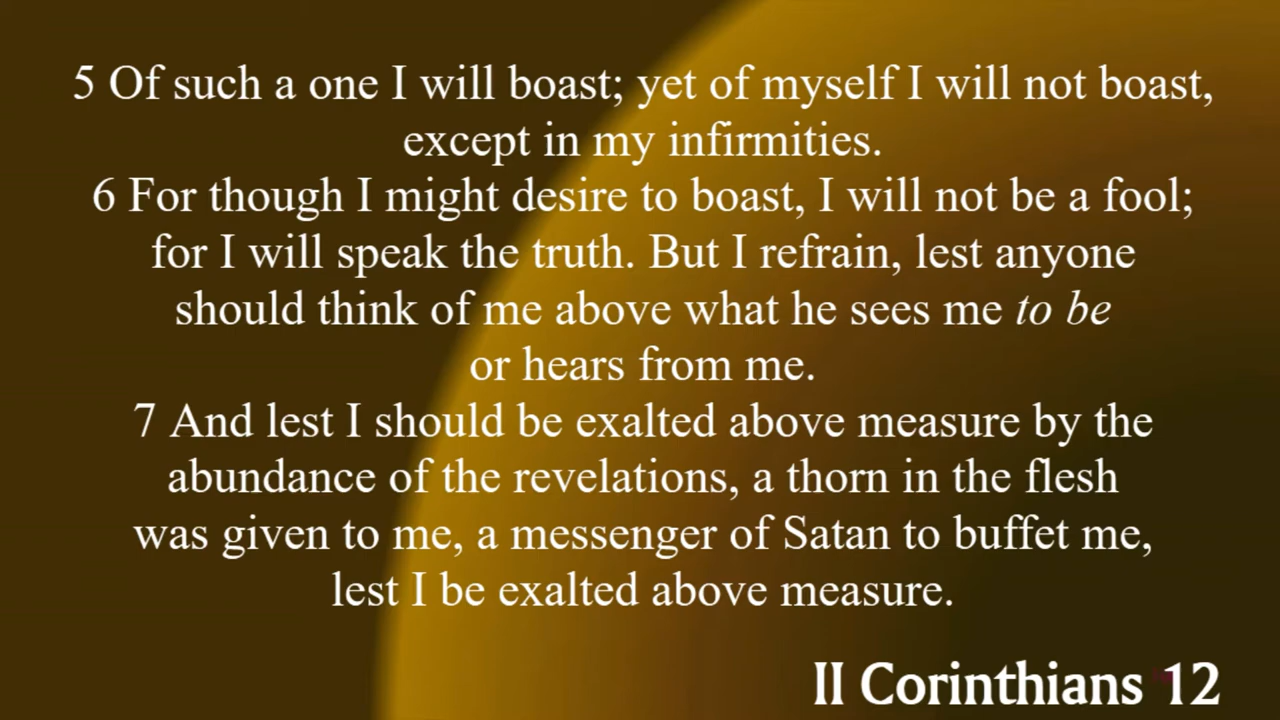 5 Of such a one I will boast; yet of myself I will not boast,
except in my infirmities.
6 For though I might desire to boast, I will not be a fool;
for I will speak the truth. But I refrain, lest anyone
should think of me above what he sees me to be
or hears from me.
7 And lest I should be exalted above measure by the
abundance of the revelations, a thorn in the flesh
was given to me, a messenger of Satan to buffet me,
lest I be exalted above measure.
II Corinthians 12